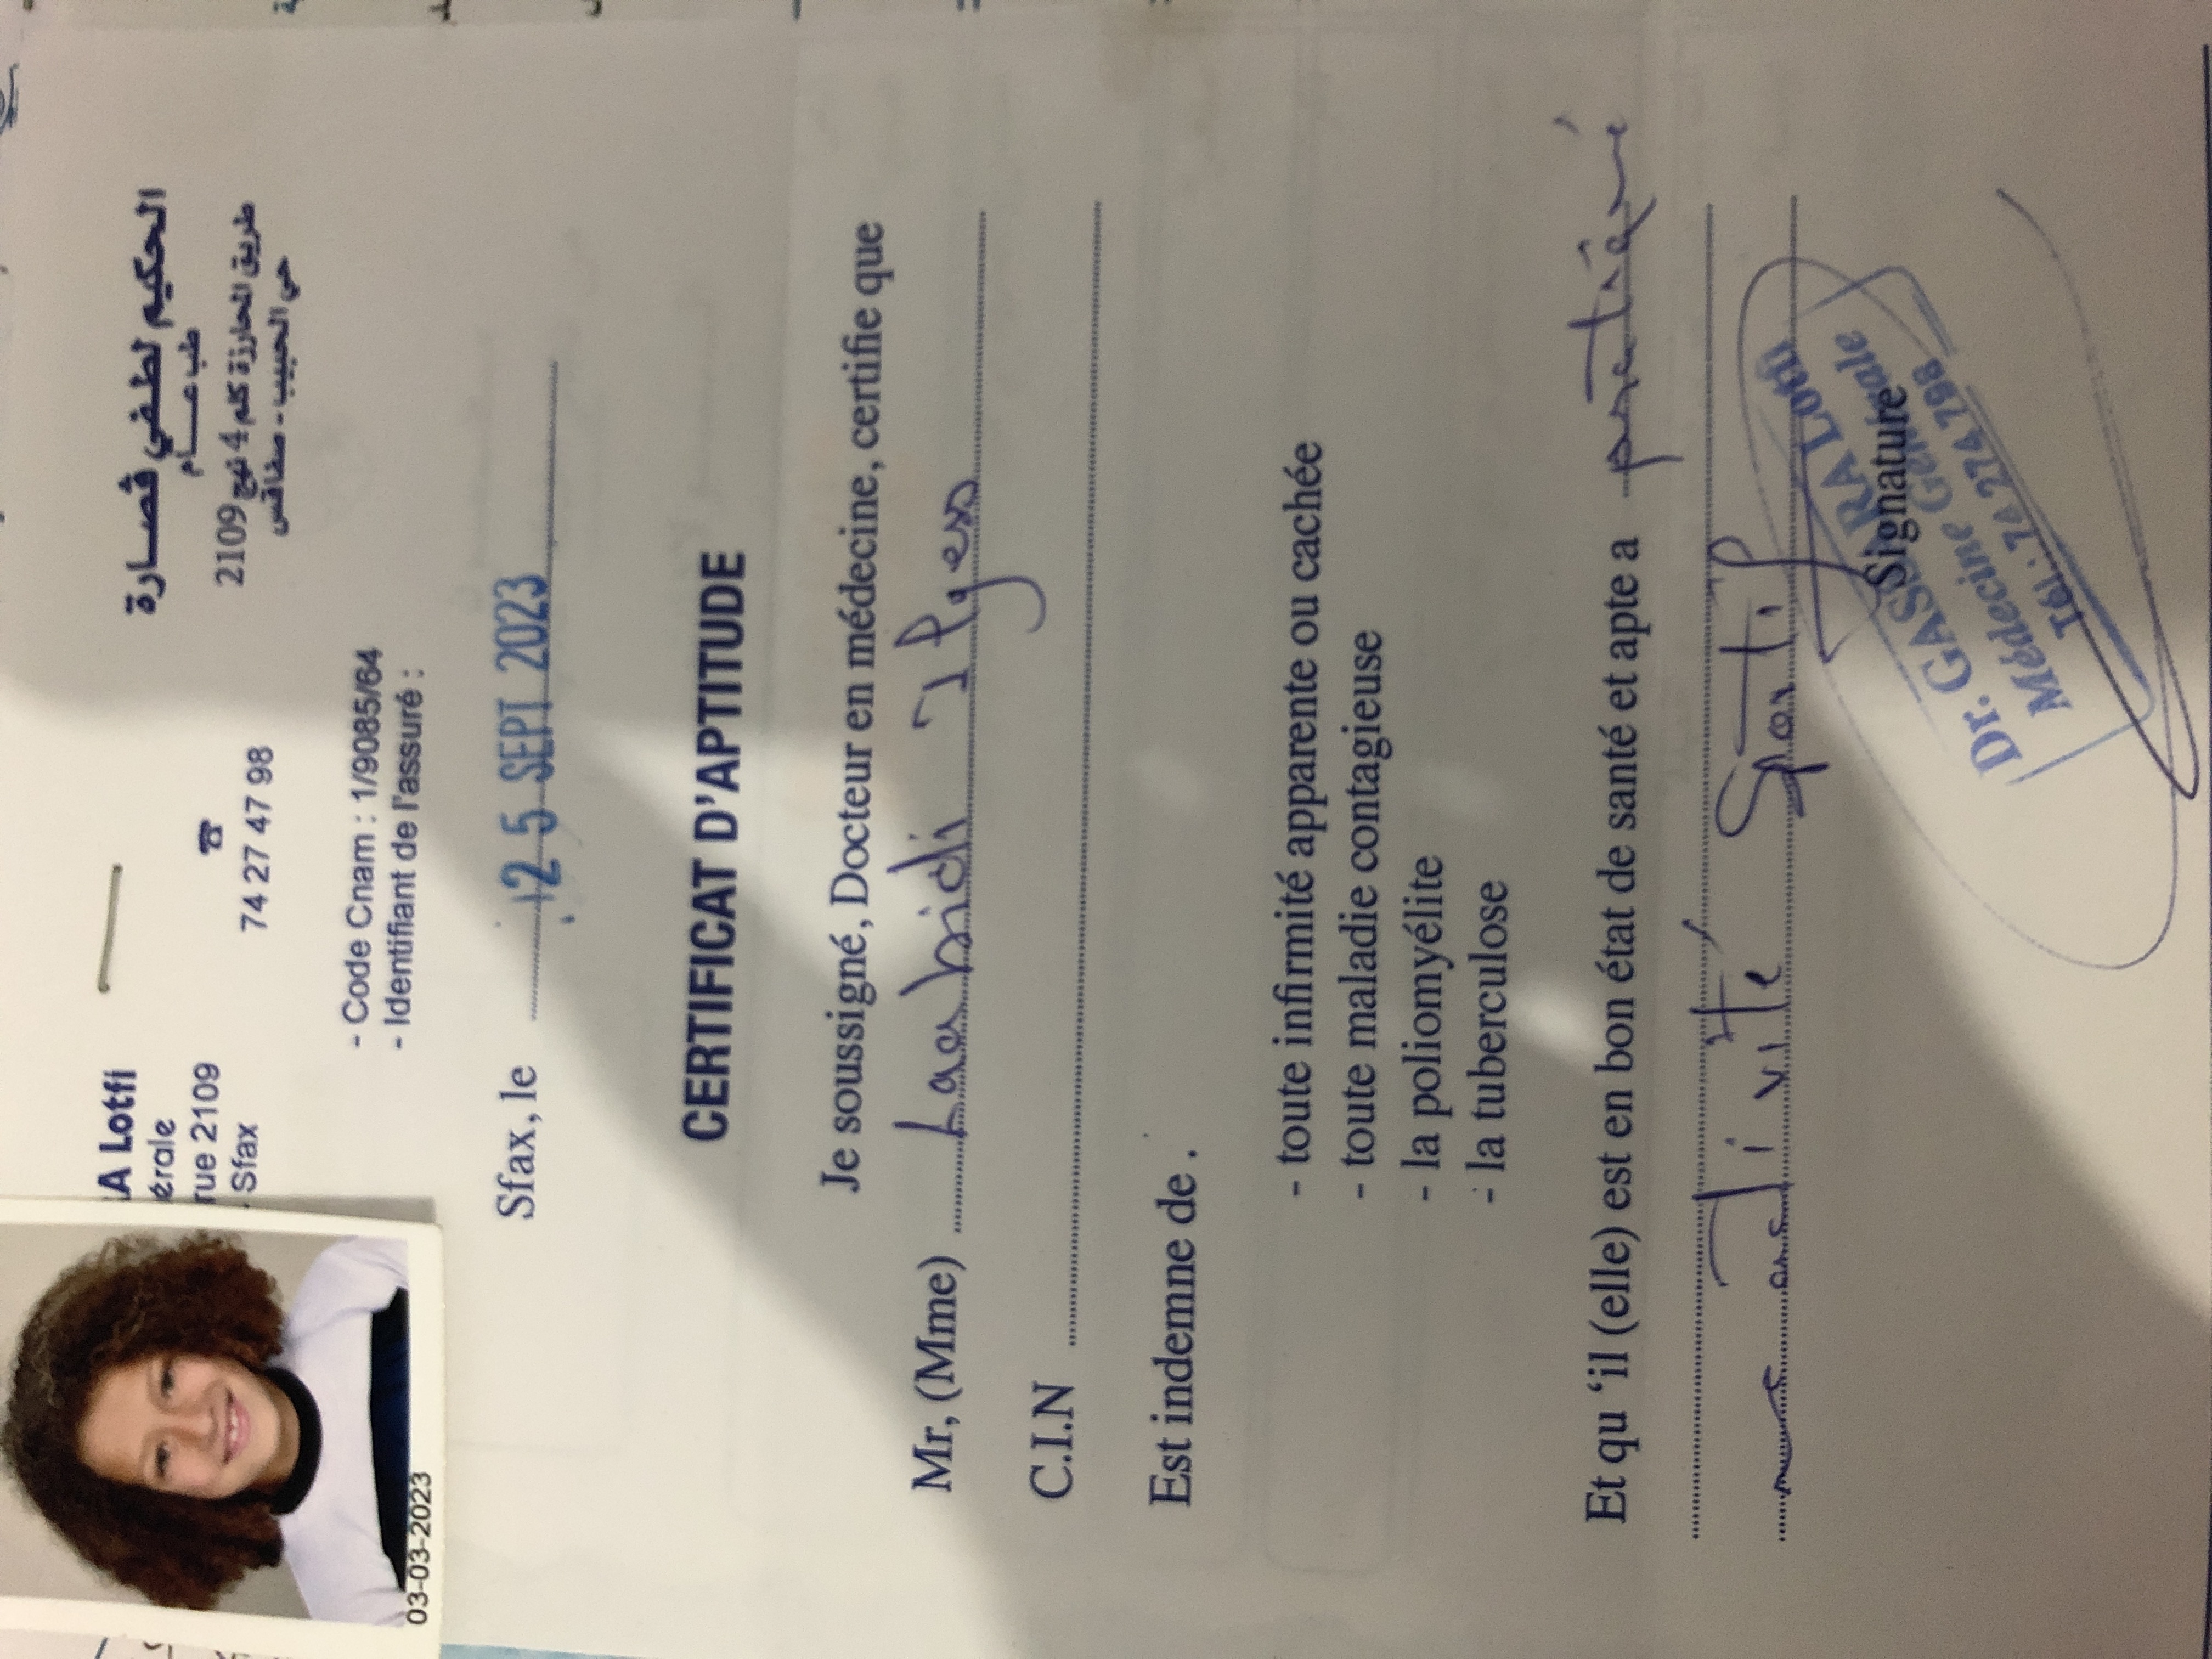 A Lotfi
érale
rue 2109
Sfax
☎
74 27 47 98
الحكيم لطفي قصارة
طب عام
طريق المحارزة كلم 4 نهج 2109
حي الحبيب - صفاقس
- Code Cnam : 1/9085/64
- Identifiant de l'assuré :
03-03-2023
Sfax, le 25 SEPT 2023
CERTIFICAT D'APTITUDE
Je soussigné, Docteur en médecine, certifie que
Mr, (Mme) Laabidi
C.I.N
Est indemne de .
- toute infirmité apparente ou cachée
- toute maladie contagieuse
- la poliomyélite
- la tuberculose
Et qu 'il (elle) est en bon état de santé et apte a
Signature
Dr. GASSARA Lotfi
Médecine Générale
Tél.: 74 274 798